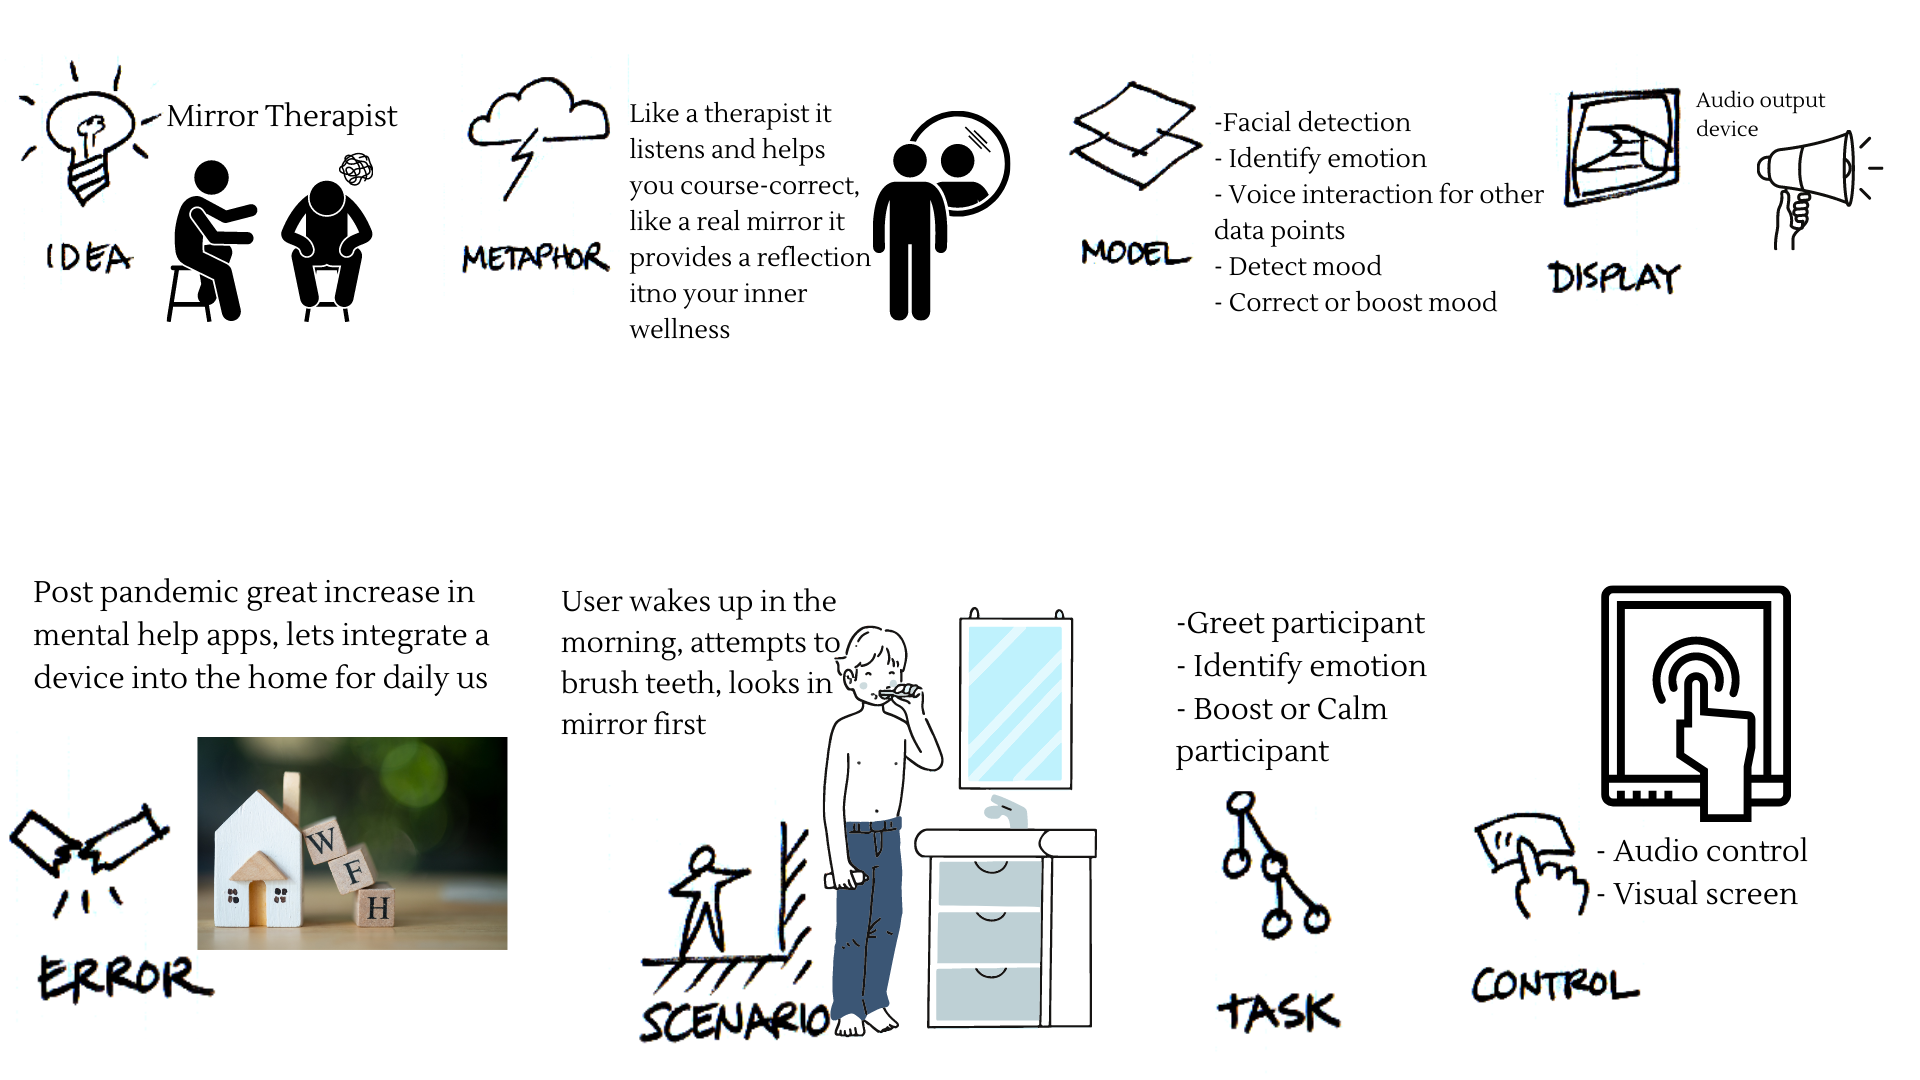 Mirror Therapist
IDEA
Like a therapist it
listens and helps
you course-correct,
like a real mirror it
provides a reflection
itno your inner
wellness
METAPHOR
-Facial detection
- Identify emotion
- Voice interaction for other
data points
- Detect mood
- Correct or boost mood
MODEL
Audio output
device
DISPLAY
Post pandemic great increase in
mental help apps, lets integrate a
device into the home for daily us
W
F
H
ERROR
User wakes up in the
morning, attempts to
brush teeth, looks in
mirror first
SCENARIO
-Greet participant
- Identify emotion
- Boost or Calm
participant
TASK
- Audio control
- Visual screen
CONTROL